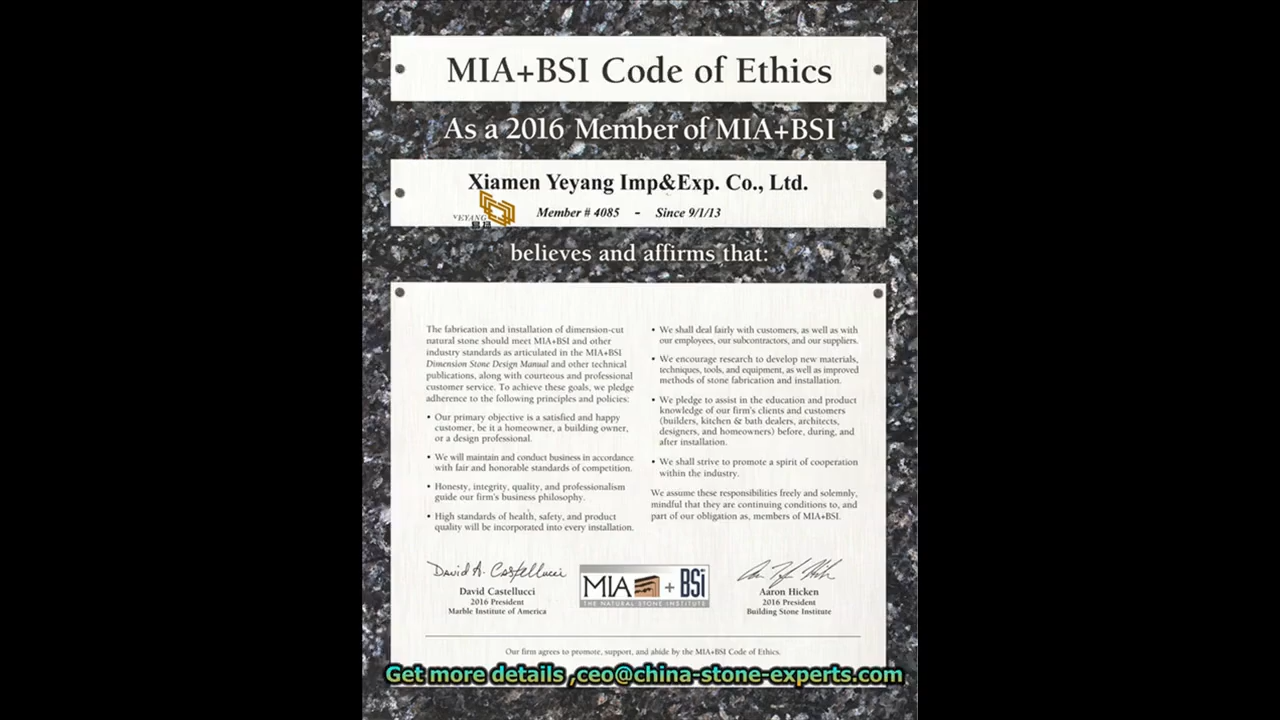 MIA+BSI Code of Ethics
As a 2016 Member of MIA+BSI
Xiamen Yeyang Imp&Exp. Co., Ltd.
YEYANG
Member # 4085 - Since 9/1/13
believes and affirms that:
The fabrication and installation of dimension-cut
natural stone should meet MIA+BSI and other
industry standards as articulated in the MIA+BSI
Dimension Stone Design Manual and other technical
publications, along with courteous and professional
customer service. To achieve these goals, we pledge
adherence to the following principles and policies:
• Our primary objective is a satisfied and happy
customer, be it a homeowner, a building owner,
or a design professional.
• We will maintain and conduct business in accordance
with fair and honorable standards of competition.
• Honesty, integrity, quality, and professionalism
guide our firm's business philosophy.
• High standards of health, safety, and product
quality will be incorporated into every installation.
• We shall deal fairly with customers, as well as with
our employees, our subcontractors, and our suppliers.
• We encourage research to develop new materials,
techniques, tools, and equipment, as well as improved
methods of stone fabrication and installation.
• We pledge to assist in the education and product
knowledge of our firm's clients and customers
(builders, kitchen & bath dealers, architects,
designers, and homeowners) before, during, and
after installation.
• We shall strive to promote a spirit of cooperation
within the industry.
We assume these responsibilities freely and solemnly,
mindful that they are continuing conditions to, and
part of our obligation as, members of MIA+BSI.
David A. Castellucci
David Castellucci
2016 President
Marble Institute of America
MIA + BSi
THE NATURAL STONE INSTITUTE
Aaron Hicken
2016 President
Building Stone Institute
Our firm agrees to promote, support, and abide by the MIA+BSI Code of Ethics.
Get more details ,ceo@china-stone-experts.com